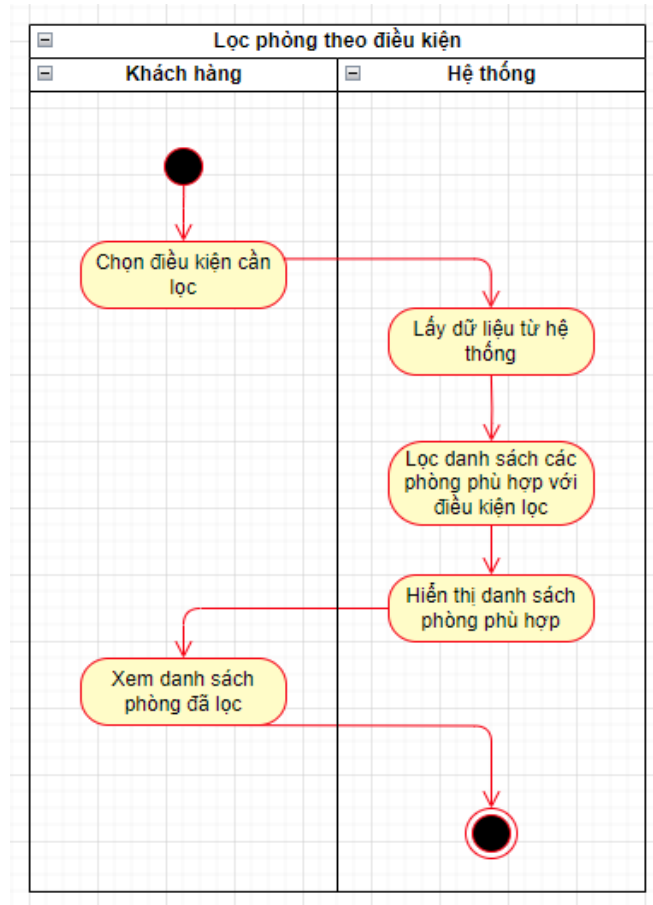 Lọc phòng theo điều kiện
Khách hàng
Hệ thống
Chọn điều kiện cần
lọc
Lấy dữ liệu từ hệ
thống
Lọc danh sách các
phòng phù hợp với
điều kiện lọc
Hiển thị danh sách
phòng phù hợp
Xem danh sách
phòng đã lọc